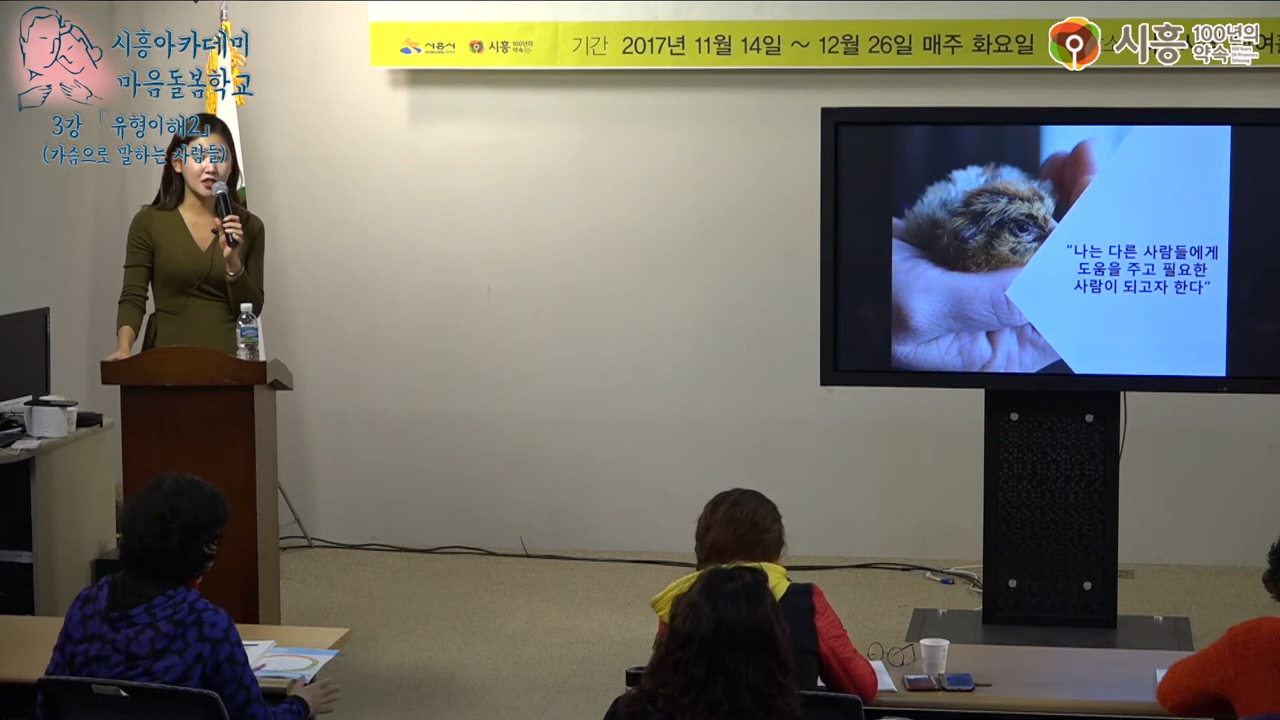 시흥아카데미
마음돌봄학교
3강 「유형이해2」
(가슴으로 말하는 사람들)
시흥시 시흥 100년의 약속 기간 2017년 11월 14일 ~ 12월 26일 매주 화요일
시흥 100년의
약속
“나는 다른 사람들에게
도움을 주고 필요한
사람이 되고자 한다”